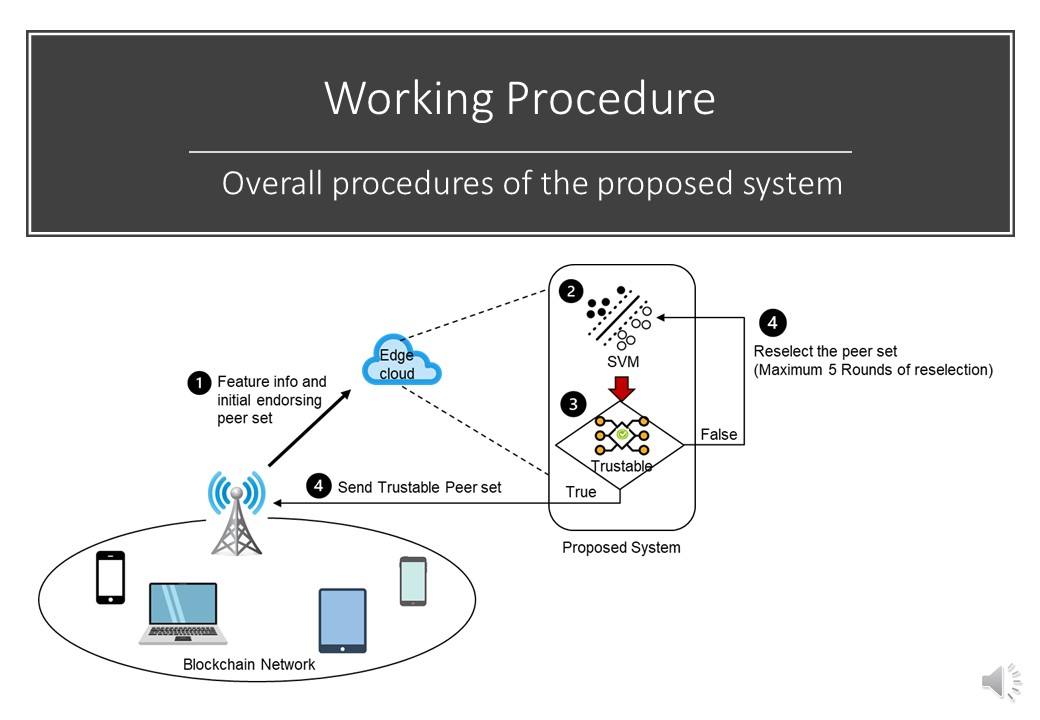 Working Procedure
Overall procedures of the proposed system
2
SVM
4
Reselect the peer set
(Maximum 5 Rounds of reselection)
Edge
cloud
1
Feature info and
initial endorsing
peer set
3
Trustable
False
True
4
Send Trustable Peer set
Proposed System
Blockchain Network